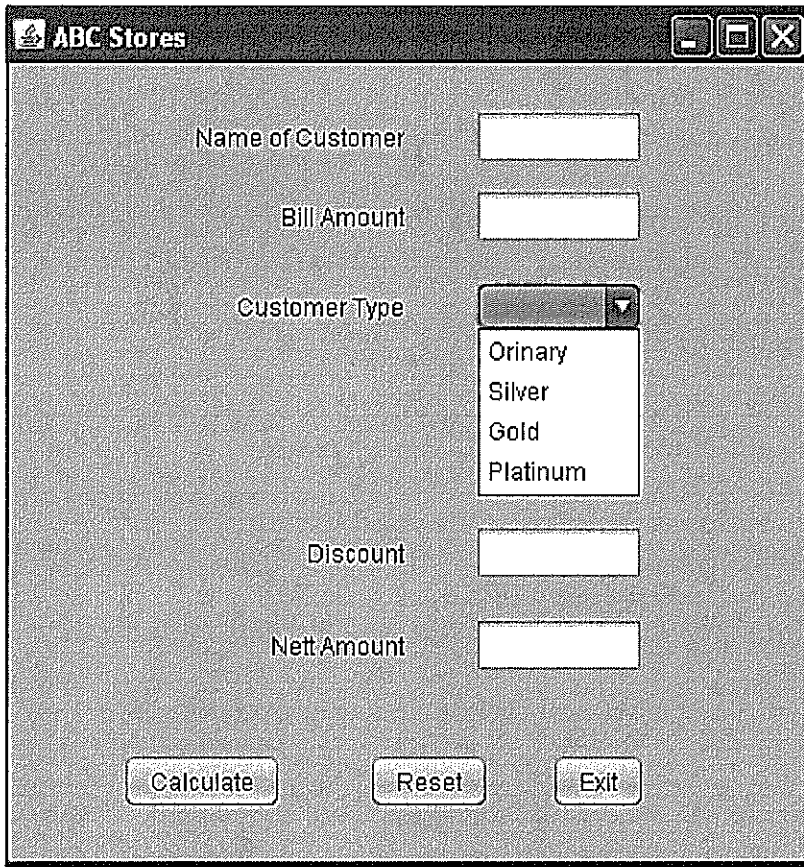 ABC Stores
Name of Customer
Bill Amount
Customer Type
Orinary
Silver
Gold
Platinum
Discount
Nett Amount
Calculate Reset Exit